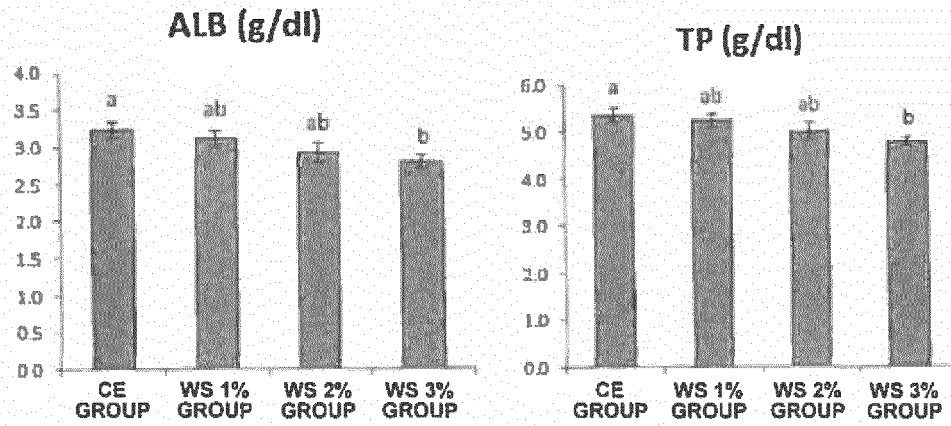 ALB (g/dl)
4.0
3.5
3.0
2.5
2.0
1.5
1.0
0.5
0.0
a
ab
ab
b
CE
GROUP
WS 1%
GROUP
WS 2%
GROUP
WS 3%
GROUP
TP (g/dl)
6.0
5.0
4.0
3.0
2.0
1.0
0.0
a
ab
ab
b
CE
GROUP
WS 1%
GROUP
WS 2%
GROUP
WS 3%
GROUP